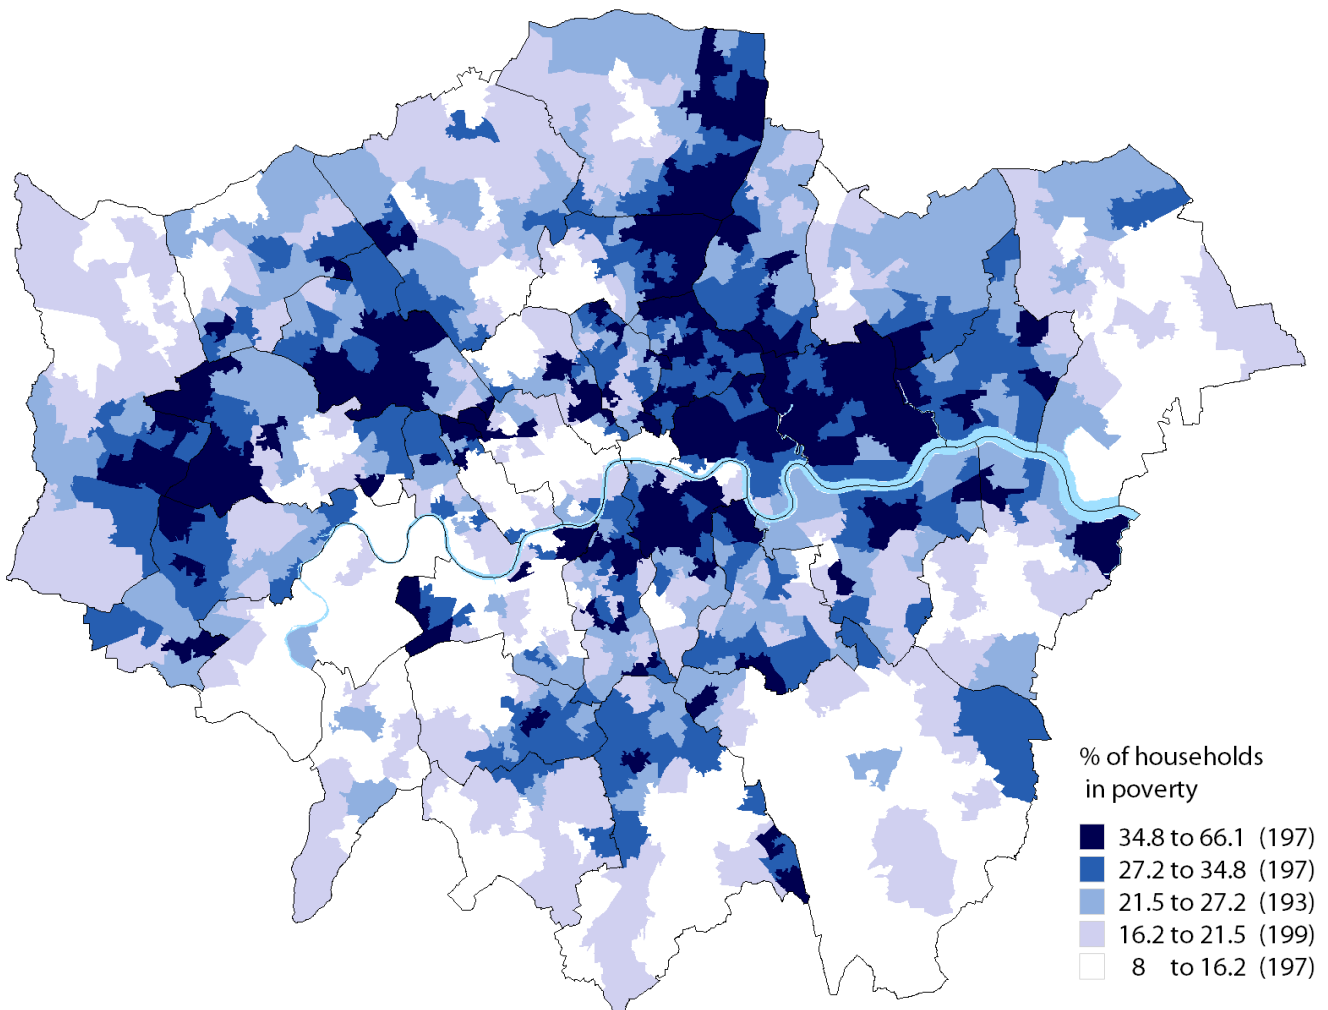 % of households
in poverty
34.8 to 66.1 (197)
27.2 to 34.8 (197)
21.5 to 27.2 (193)
16.2 to 21.5 (199)
8 to 16.2 (197)